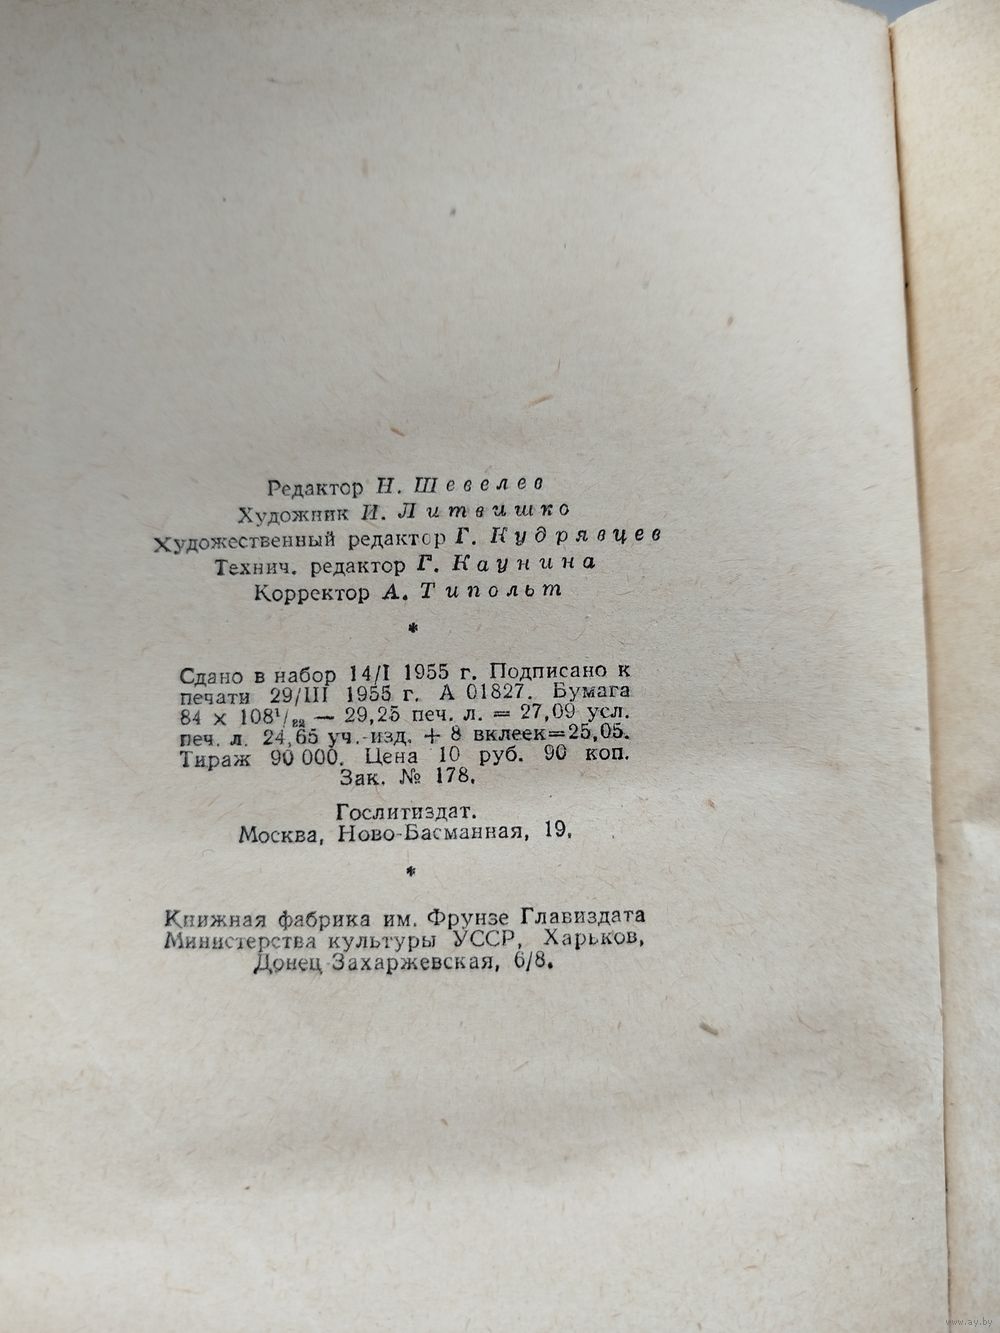 Редактор Н. Шевелев
Художник И. Литвишко
Художественный редактор Г. Кудрявцев
Технич. редактор Г. Каунина
Корректор А. Типольт
*
Сдано в набор 14/I 1955 г. Подписано к
печати 29/III 1955 г. А 01827. Бумага
84 × 108¹/₃₂ — 29,25 печ. л. = 27,09 усл.
печ. л. 24,65 уч.-изд. + 8 вклеек=25,05.
Тираж 90 000. Цена 10 руб. 90 коп.
Зак. № 178.
Гослитиздат.
Москва, Ново-Басманная, 19.
*
Книжная фабрика им. Фрунзе Главиздата
Министерства культуры УССР, Харьков,
Донец-Захаржевская, 6/8.
www.ay.by